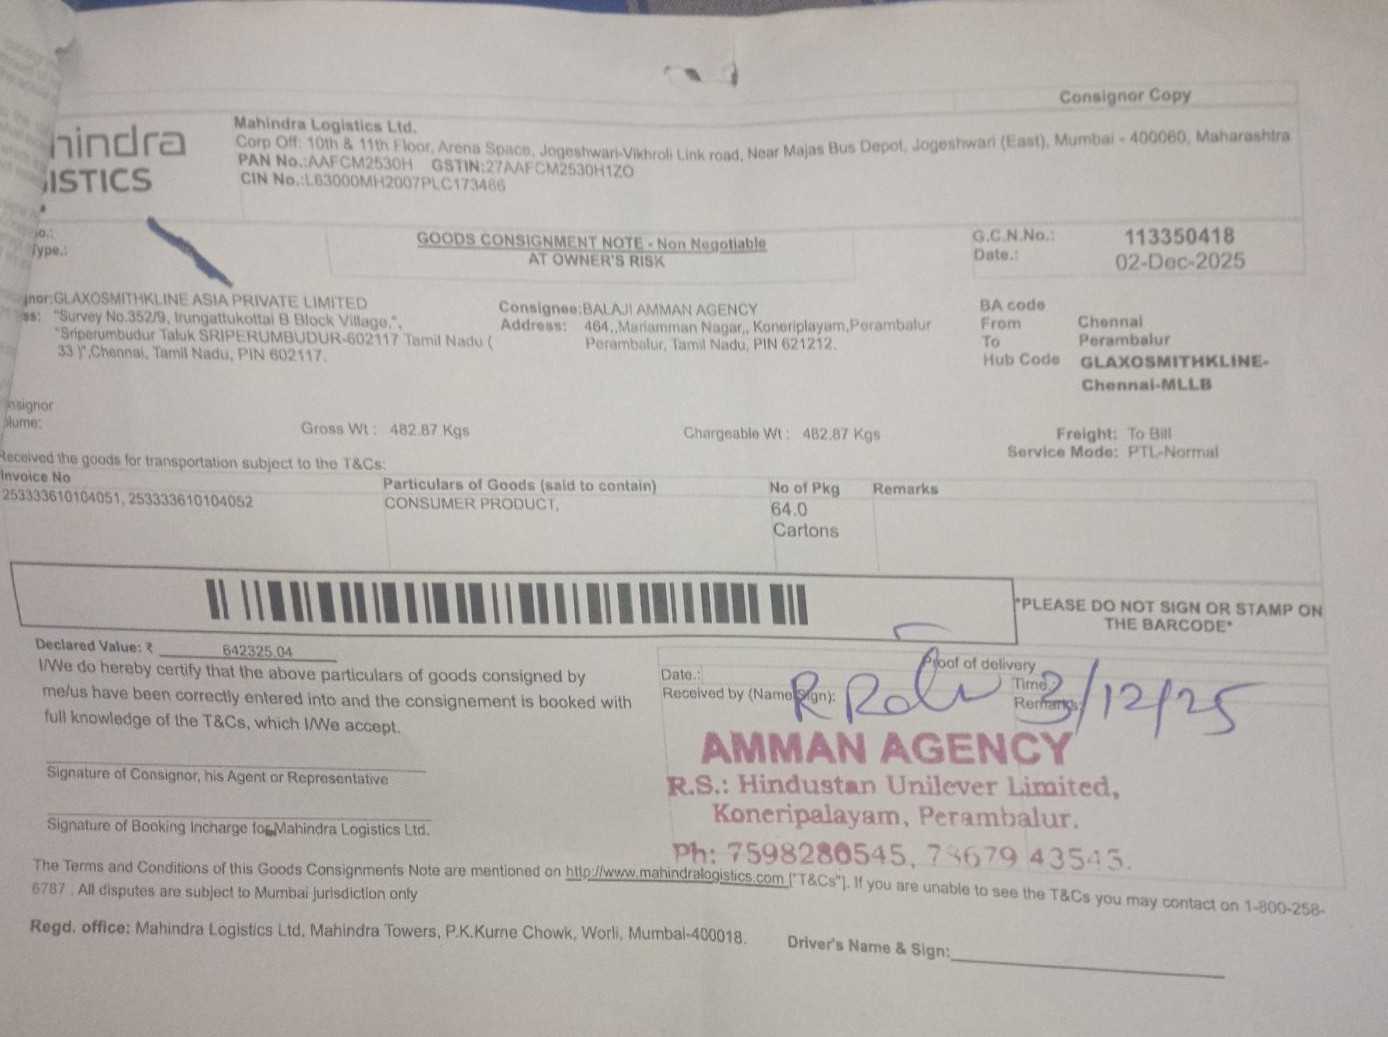 Consignor Copy
hindra
ISTICS
Mahindra Logistics Ltd.
Corp Off: 10th & 11th Floor, Arena Space, Jogeshwari-Vikhroli Link road, Near Majas Bus Depot, Jogeshwari (East), Mumbai - 400060, Maharashtra
PAN No.:AAFCM2530H GSTIN:27AAFCM2530H1ZO
CIN No.:L63000MH2007PLC173466
o.:
Type.:
GOODS CONSIGNMENT NOTE - Non Negotiable
AT OWNER'S RISK
G.C.N.No.: 113350418
Date.: 02-Dec-2025
nor:GLAXOSMITHKLINE ASIA PRIVATE LIMITED
ss: "Survey No.352/9, Irungattukottai B Block Village,",
"Sriperumbudur Taluk SRIPERUMBUDUR-602117 Tamil Nadu (
33 )",Chennai, Tamil Nadu, PIN 602117.
Consignee:BALAJI AMMAN AGENCY
Address: 464,,Mariamman Nagar,, Koneriplayam,Perambalur
Perambalur, Tamil Nadu, PIN 621212.
BA code
From Chennai
To Perambalur
Hub Code GLAXOSMITHKLINE-
Chennai-MLLB
nsignor
olume:
Gross Wt : 482.87 Kgs
Chargeable Wt : 482.87 Kgs
Freight: To Bill
Service Mode: PTL-Normal
Received the goods for transportation subject to the T&Cs:
Invoice No Particulars of Goods (said to contain) No of Pkg Remarks
253333610104051, 253333610104052 CONSUMER PRODUCT, 64.0
Cartons
*PLEASE DO NOT SIGN OR STAMP ON
THE BARCODE*
Declared Value: ₹ 642325.04
I/We do hereby certify that the above particulars of goods consigned by
me/us have been correctly entered into and the consignement is booked with
full knowledge of the T&Cs, which I/We accept.
Signature of Consignor, his Agent or Representative
Signature of Booking Incharge for Mahindra Logistics Ltd.
Proof of delivery
Date.: Time
Received by (Name Sign): Remarks
3/12/25
AMMAN AGENCY
R.S.: Hindustan Unilever Limited,
Koneripalayam, Perambalur.
Ph: 7598280545, 73679 43545.
The Terms and Conditions of this Goods Consignments Note are mentioned on http://www.mahindralogistics.com ["T&Cs"]. If you are unable to see the T&Cs you may contact on 1-800-258-
6787 . All disputes are subject to Mumbai jurisdiction only
Regd. office: Mahindra Logistics Ltd, Mahindra Towers, P.K.Kurne Chowk, Worli, Mumbai-400018.
Driver's Name & Sign: